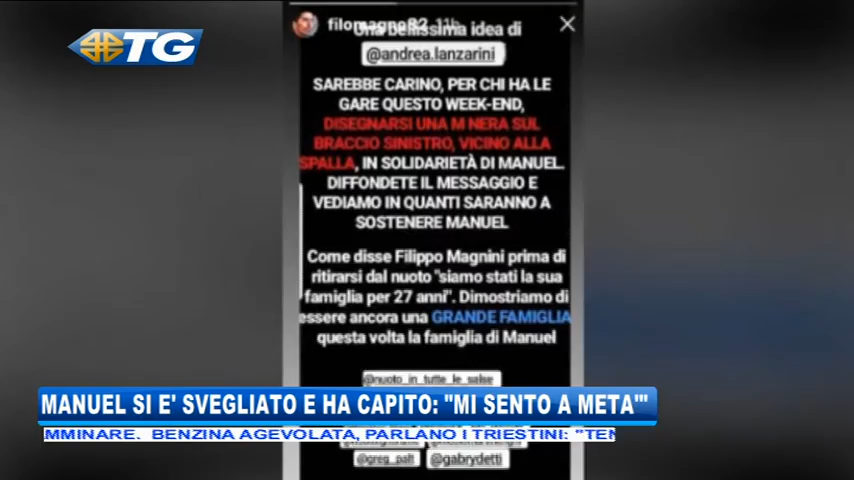 TG
filomagno82 11h
Una bellissima idea di
@andrea.lanzarini
SAREBBE CARINO, PER CHI HA LE
GARE QUESTO WEEK-END,
DISEGNARSI UNA M NERA SUL
BRACCIO SINISTRO, VICINO ALLA
SPALLA, IN SOLIDARIETÀ DI MANUEL.
DIFFONDETE IL MESSAGGIO E
VEDIAMO IN QUANTI SARANNO A
SOSTENERE MANUEL
Come disse Filippo Magnini prima di
ritirarsi dal nuoto "siamo stati la sua
famiglia per 27 anni". Dimostriamo di
essere ancora una GRANDE FAMIGLIA
questa volta la famiglia di Manuel
@nuoto_in_tutte_le_salse
MANUEL SI E' SVEGLIATO E HA CAPITO: "MI SENTO A META'"
MMINARE. BENZINA AGEVOLATA, PARLANO I TRIESTINI: "TEN
@greg_palt @gabrydetti